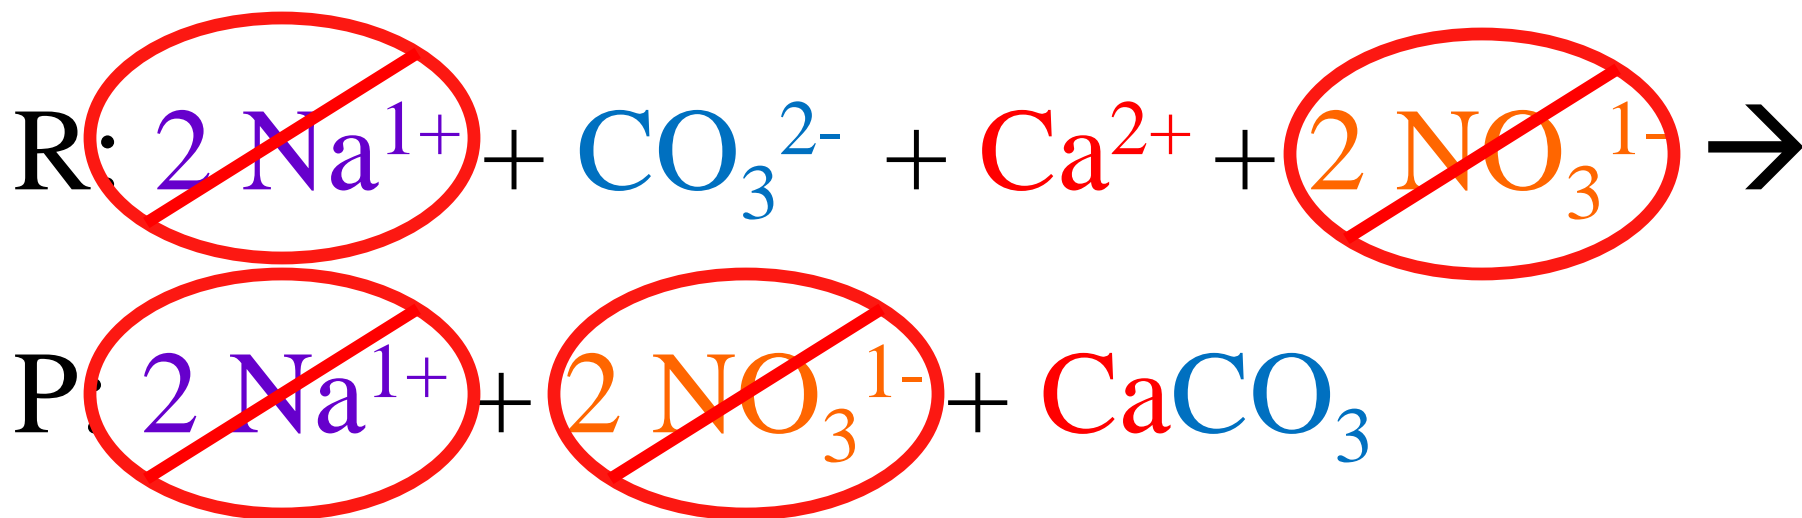 R: 2 Na¹⁺ + CO₃²⁻ + Ca²⁺ + 2 NO₃¹⁻ →
P: 2 Na¹⁺ + 2 NO₃¹⁻ + CaCO₃